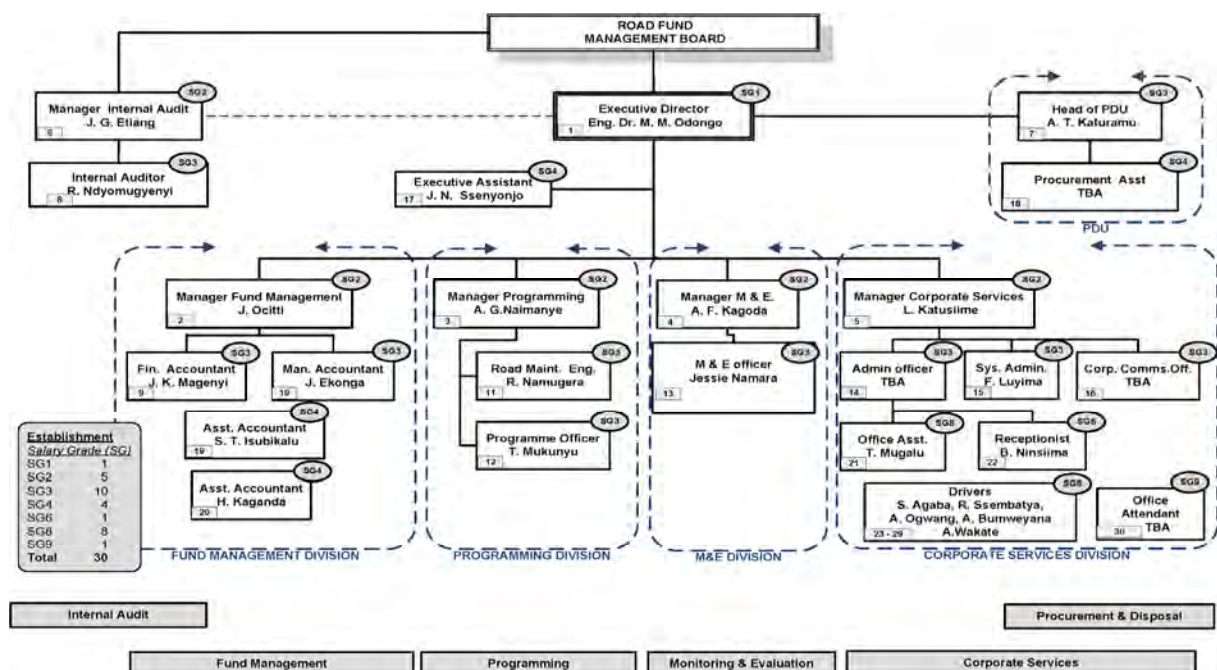 ROAD FUND
MANAGEMENT BOARD
SG2
Manager Internal Audit
J. G. Etiang
6
SG1
Executive Director
Eng. Dr. M. M. Odongo
1
SG3
Head of PDU
A. T. Kaluramu
7
SG3
Internal Auditor
R. Ndyomugyenyi
8
SG4
Executive Assistant
J. N. Ssenyonjo
17
SG4
Procurement Asst
TBA
18
PDU
SG2
Manager Fund Management
J. Ocitti
2
SG2
Manager Programming
A. G.Naimanye
3
SG2
Manager M & E.
A. F. Kagoda
4
SG2
Manager Corporate Services
L. Katusiime
5
SG3
Fin. Accountant
J. K. Magenyi
9
SG3
Man. Accountant
J. Ekonga
10
SG3
Road Maint. Eng.
R. Namugera
11
SG3
M & E officer
Jessie Namara
13
SG3
Admin officer
TBA
14
SG3
Sys. Admin.
F. Luyima
15
SG3
Corp. Comms.Off.
TBA
16
SG4
Asst. Accountant
S. T. Isubikalu
19
SG3
Programme Officer
T. Mukunyu
12
SG8
Office Asst.
T. Mugalu
21
SG6
Receptionist
B. Ninsiima
22
SG4
Asst. Accountant
H. Kaganda
20
SG8
Drivers
S. Agaba, R. Ssembatya,
A. Ogwang, A. Bumweyana
A.Wakate
23 - 29
SG9
Office
Attendant
TBA
30
Establishment
Salary Grade (SG)
SG1 1
SG2 5
SG3 10
SG4 4
SG6 1
SG8 8
SG9 1
Total 30
FUND MANAGEMENT DIVISION
PROGRAMMING DIVISION
M&E DIVISION
CORPORATE SERVICES DIVISION
Internal Audit
Procurement & Disposal
Fund Management
Programming
Monitoring & Evaluation
Corporate Services